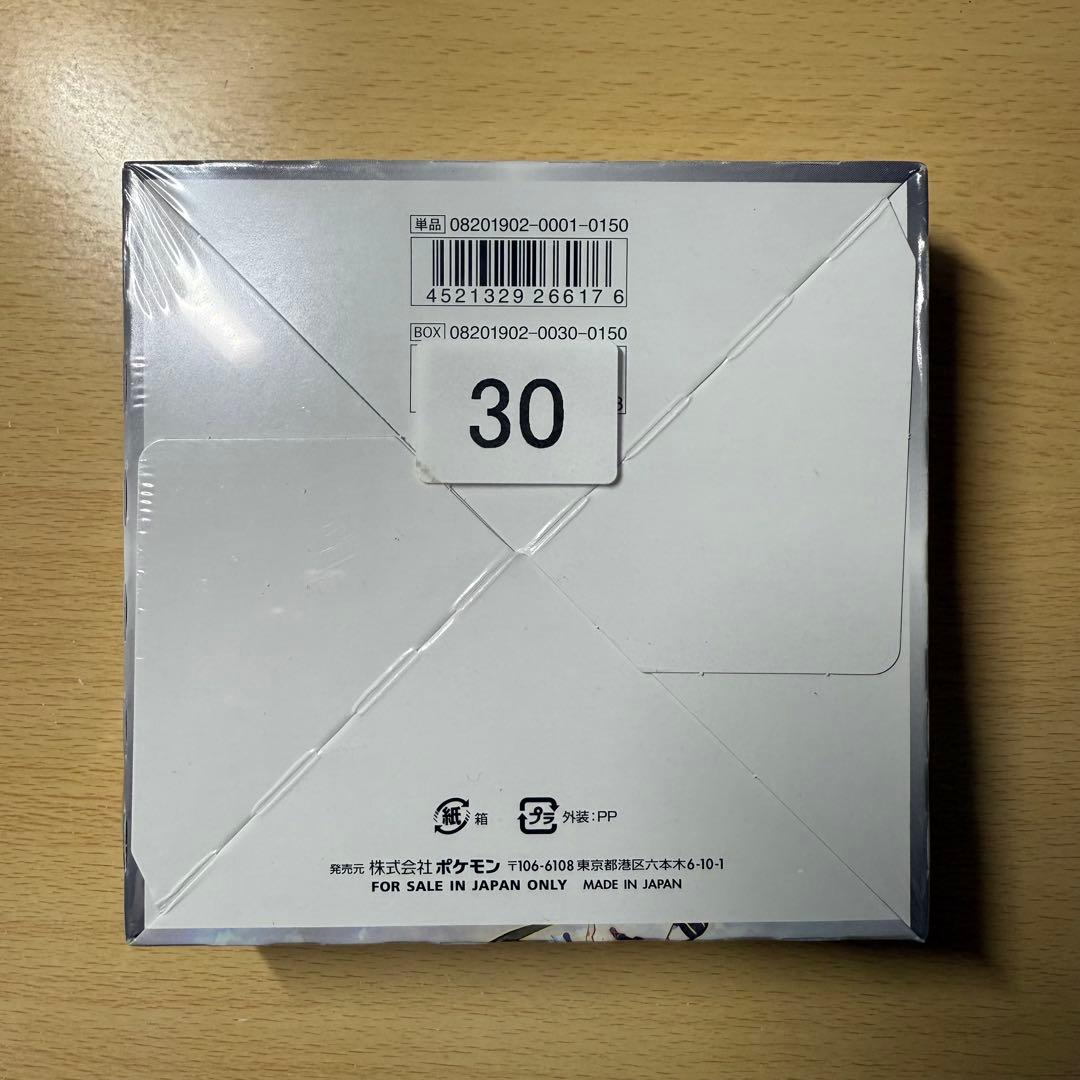 単品 08201902-0001-0150
4521329 266176
BOX 08201902-0030-0150
30
紙 箱 プラ 外装:PP
発売元 株式会社ポケモン 〒106-6108 東京都港区六本木6-10-1
FOR SALE IN JAPAN ONLY MADE IN JAPAN